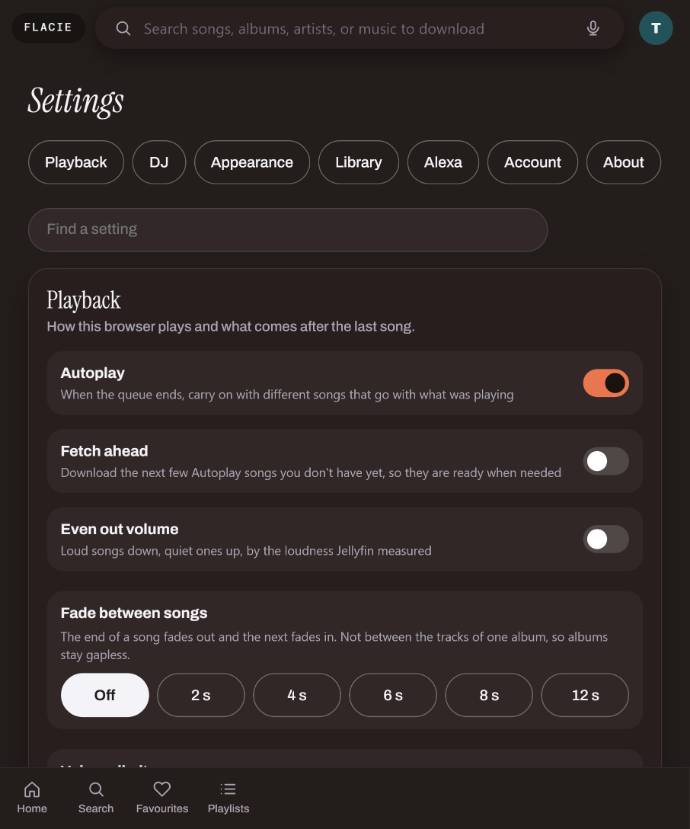 FLACIE
Search songs, albums, artists, or music to download
T
Settings
Playback
DJ
Appearance
Library
Alexa
Account
About
Find a setting
Playback
How this browser plays and what comes after the last song.
Autoplay
When the queue ends, carry on with different songs that go with what was playing
Fetch ahead
Download the next few Autoplay songs you don't have yet, so they are ready when needed
Even out volume
Loud songs down, quiet ones up, by the loudness Jellyfin measured
Fade between songs
The end of a song fades out and the next fades in. Not between the tracks of one album, so albums
stay gapless.
Off
2 s
4 s
6 s
8 s
12 s
Home
Search
Favourites
Playlists